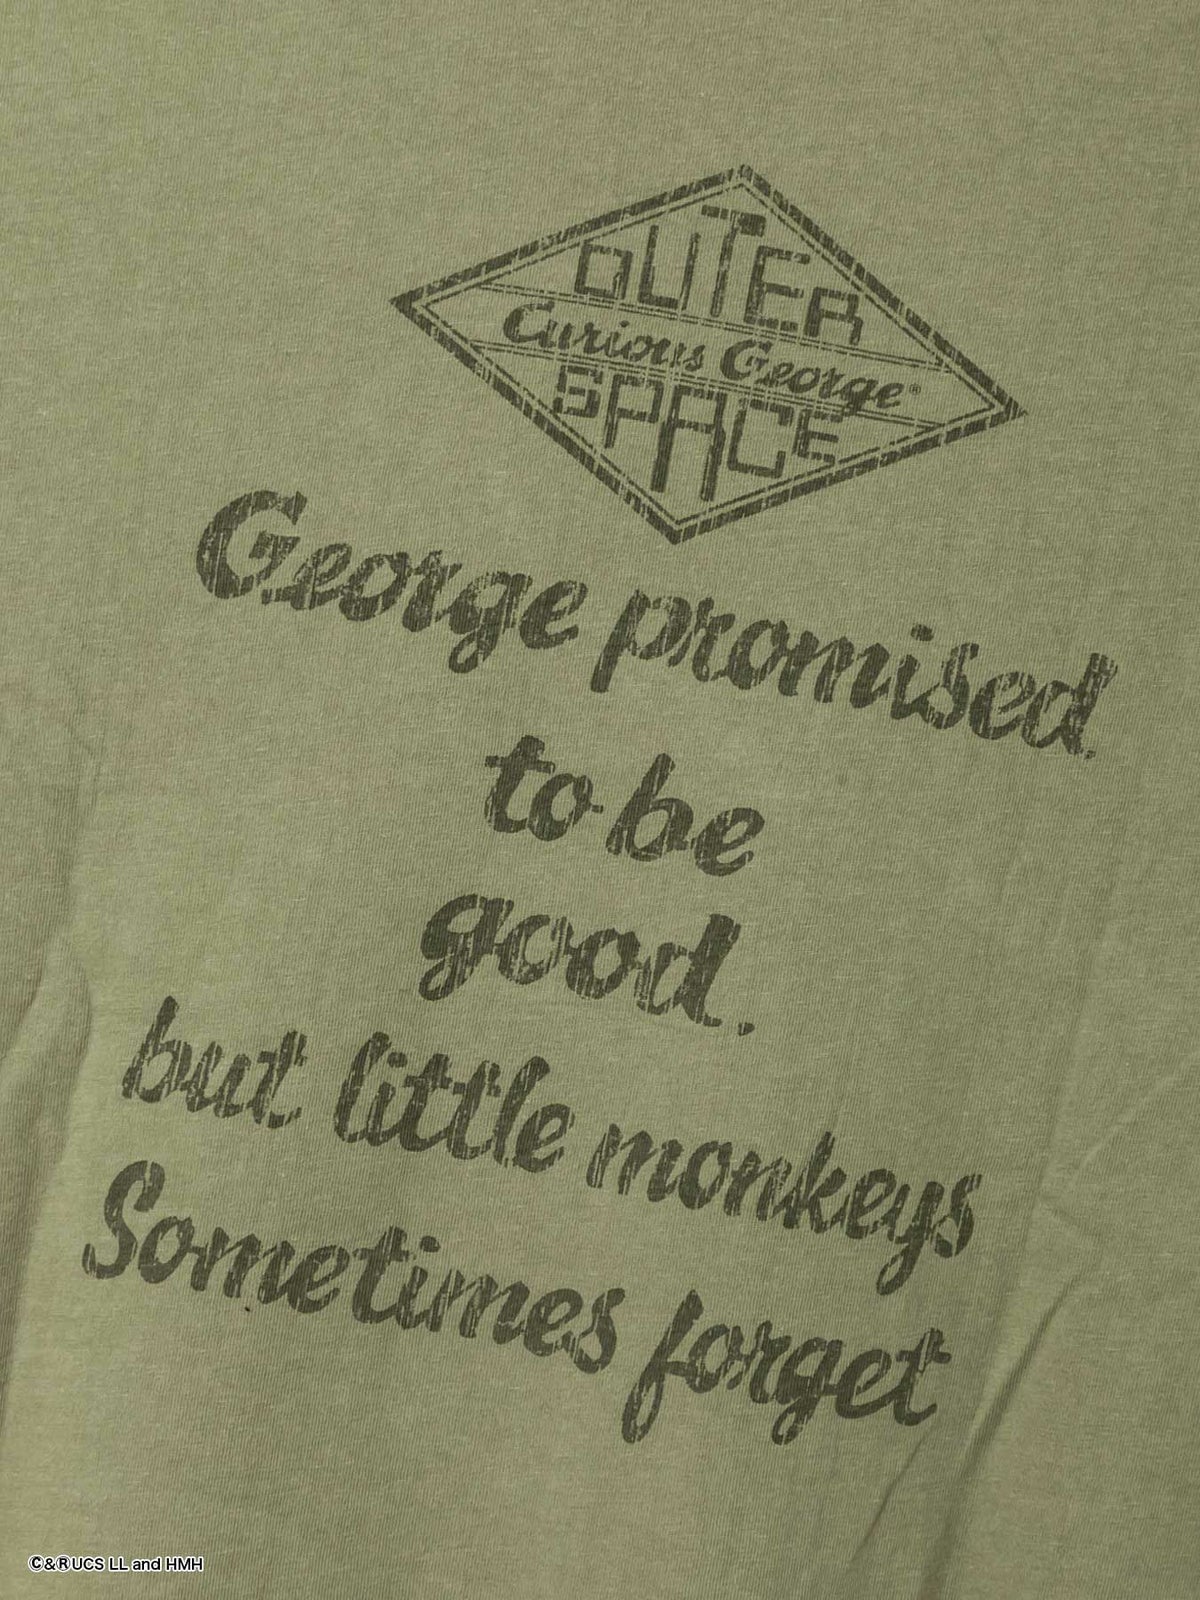 OUTER
Curious George®
SPACE
George promised
to be
good.
but little monkeys
Sometimes forget
©&®UCS LL and HMH